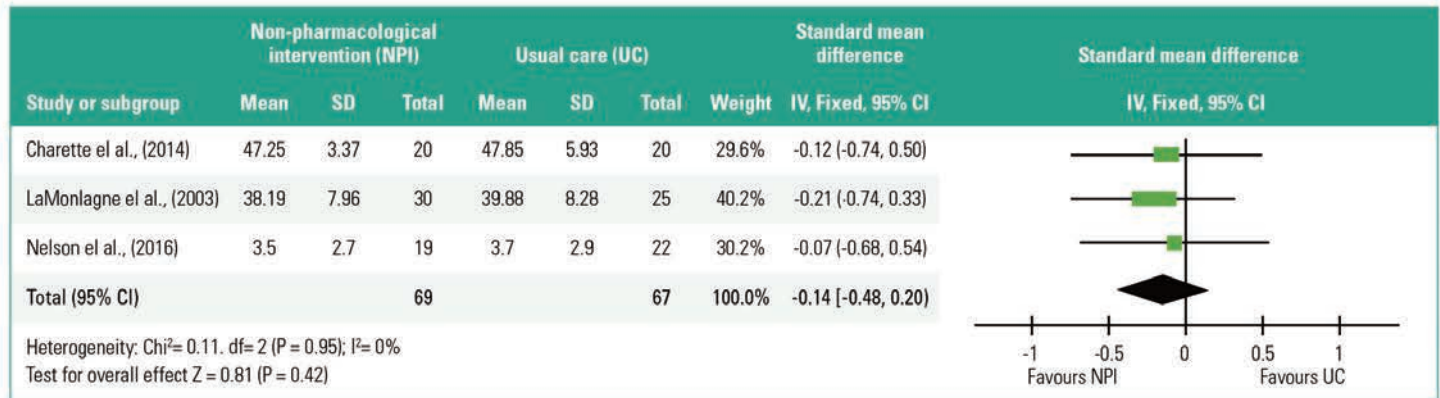 Non-pharmacological intervention (NPI) Usual care (UC) Standard mean difference Standard mean difference
Study or subgroup Mean SD Total Mean SD Total Weight IV, Fixed, 95% CI IV, Fixed, 95% CI
Charette el al., (2014) 47.25 3.37 20 47.85 5.93 20 29.6% -0.12 (-0.74, 0.50)
LaMonlagne el al., (2003) 38.19 7.96 30 39.88 8.28 25 40.2% -0.21 (-0.74, 0.33)
Nelson el al., (2016) 3.5 2.7 19 3.7 2.9 22 30.2% -0.07 (-0.68, 0.54)
Total (95% CI) 69 67 100.0% -0.14 [-0.48, 0.20)
Heterogeneity: Chi²= 0.11. df= 2 (P = 0.95); I²= 0%
Test for overall effect Z = 0.81 (P = 0.42)
-1 -0.5 0 0.5 1
Favours NPI Favours UC